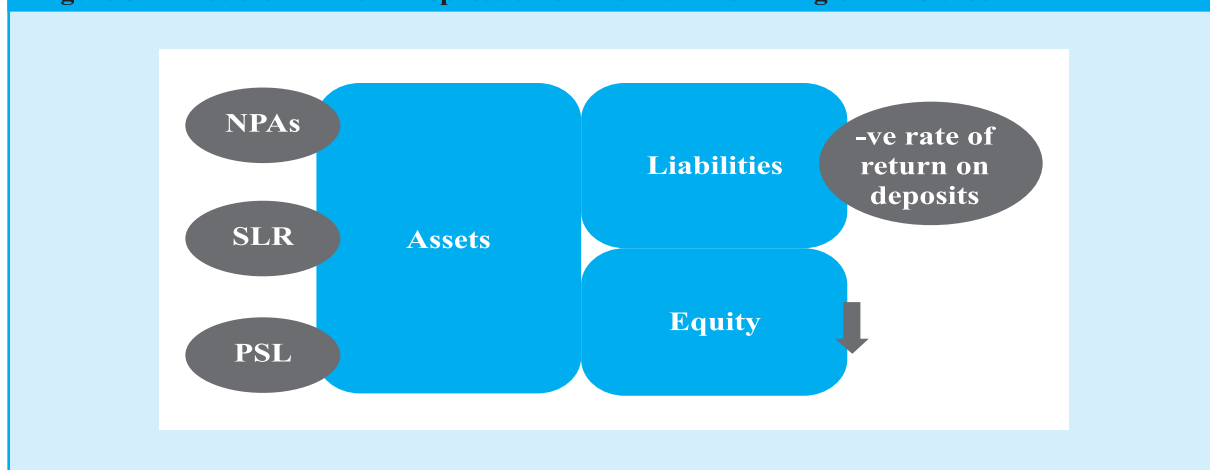 NPAs
SLR
PSL
Assets
Liabilities
Equity
-ve rate of
return on
deposits